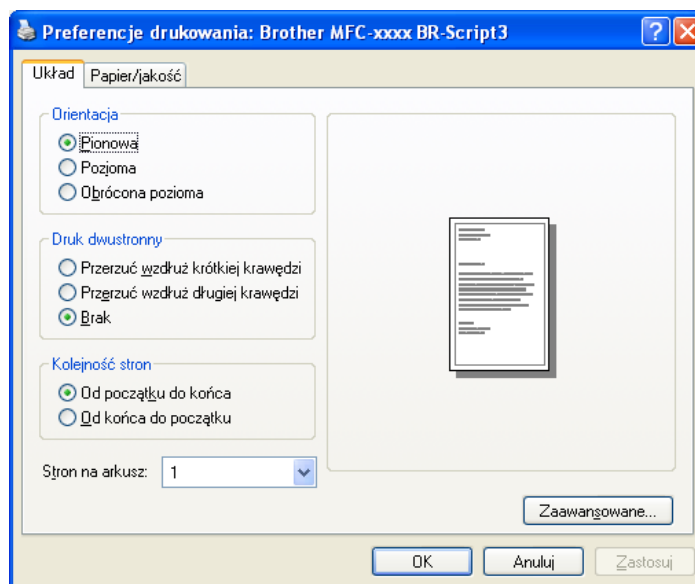 Preferencje drukowania: Brother MFC-xxxx BR-Script3
Układ
Papier/jakość
Orientacja
Pionowa
Pozioma
Obrócona pozioma
Druk dwustronny
Przerzuć wzdłuż krótkiej krawędzi
Przerzuć wzdłuż długiej krawędzi
Brak
Kolejność stron
Od początku do końca
Od końca do początku
Stron na arkusz: 1
Zaawansowane...
OK Anuluj Zastosuj